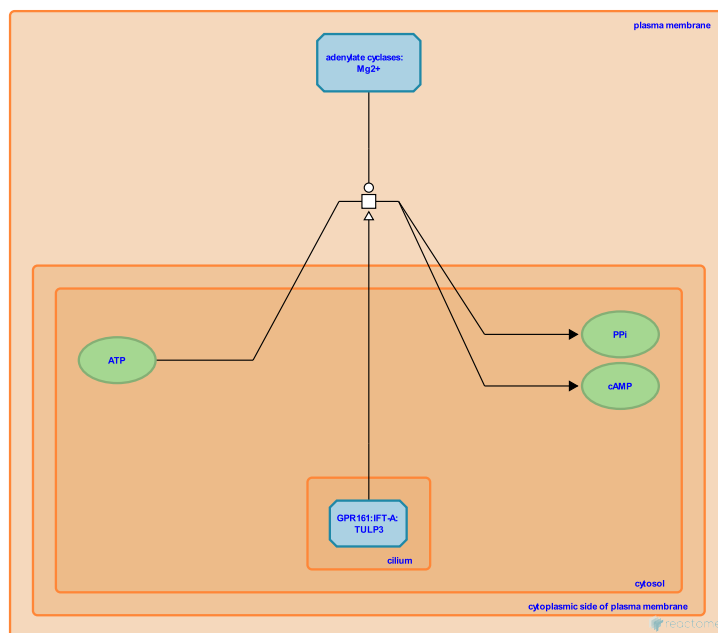 plasma membrane
adenylate cyclases:
Mg2+
PPi
ATP
cAMP
GPR161:IFT-A:
TULP3
cilium
cytosol
cytoplasmic side of plasma membrane
reactome